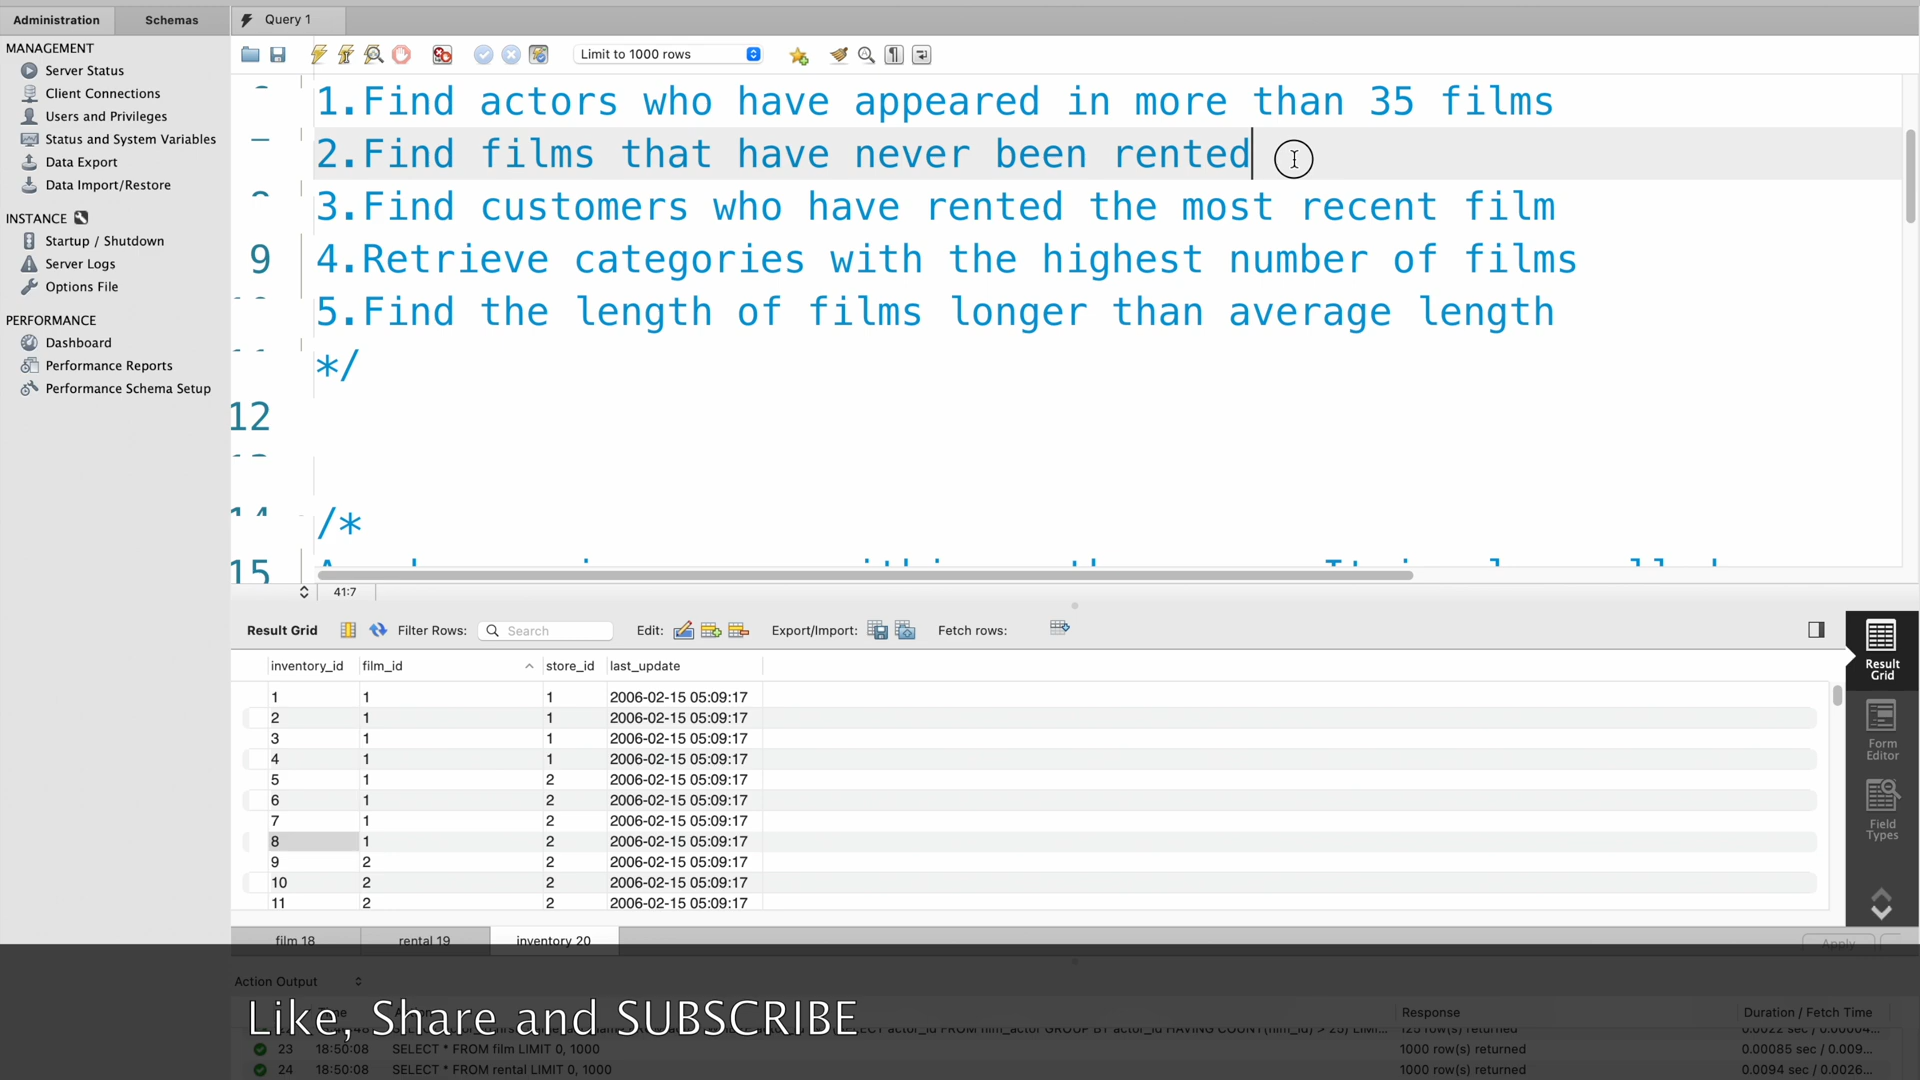 Administration Schemas Query 1
MANAGEMENT
Server Status
Client Connections
Users and Privileges
Status and System Variables
Data Export
Data Import/Restore
INSTANCE
Startup / Shutdown
Server Logs
Options File
PERFORMANCE
Dashboard
Performance Reports
Performance Schema Setup
Limit to 1000 rows
1.Find actors who have appeared in more than 35 films
2.Find films that have never been rented
3.Find customers who have rented the most recent film
9 4.Retrieve categories with the highest number of films
5.Find the length of films longer than average length
*/
12
14 /*
15
41:7
Result Grid Filter Rows: Search Edit: Export/Import: Fetch rows:
inventory_id film_id store_id last_update
1 1 1 2006-02-15 05:09:17
2 1 1 2006-02-15 05:09:17
3 1 1 2006-02-15 05:09:17
4 1 1 2006-02-15 05:09:17
5 1 2 2006-02-15 05:09:17
6 1 2 2006-02-15 05:09:17
7 1 2 2006-02-15 05:09:17
8 1 2 2006-02-15 05:09:17
9 2 2 2006-02-15 05:09:17
10 2 2 2006-02-15 05:09:17
11 2 2 2006-02-15 05:09:17
Result Grid
Form Editor
Field Types
film 18 rental 19 inventory 20 Apply
Action Output
Like, Share and SUBSCRIBE
Response Duration / Fetch Time
23 18:50:08 SELECT * FROM film LIMIT 0, 1000 1000 row(s) returned 0.00085 sec / 0.009...
24 18:50:08 SELECT * FROM rental LIMIT 0, 1000 1000 row(s) returned 0.0094 sec / 0.0026...